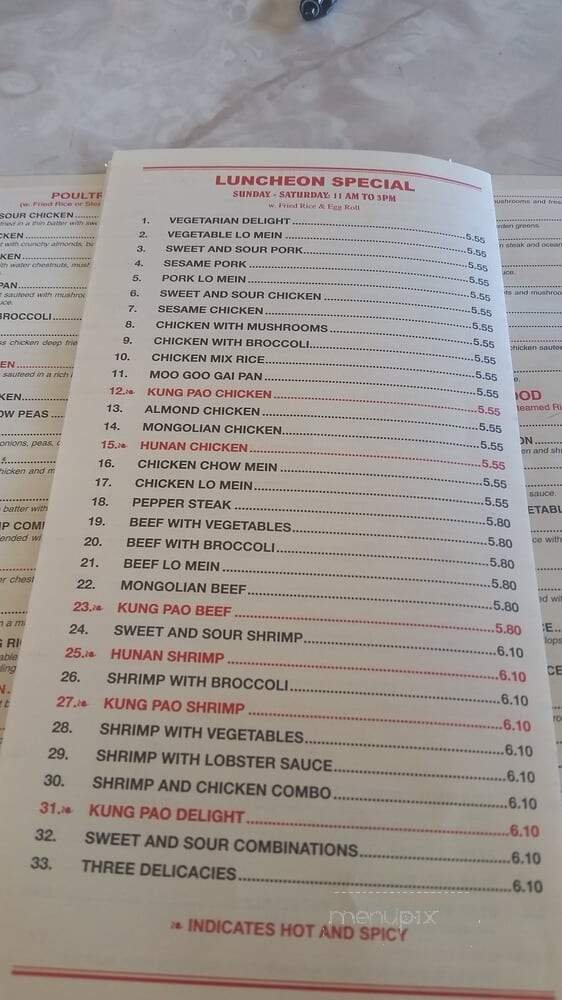 LUNCHEON SPECIAL
SUNDAY - SATURDAY: 11 AM TO 3PM
w. Fried Rice & Egg Roll
1. VEGETARIAN DELIGHT 5.55
2. VEGETABLE LO MEIN 5.55
3. SWEET AND SOUR PORK 5.55
4. SESAME PORK 5.55
5. PORK LO MEIN 5.55
6. SWEET AND SOUR CHICKEN 5.55
7. SESAME CHICKEN 5.55
8. CHICKEN WITH MUSHROOMS 5.55
9. CHICKEN WITH BROCCOLI 5.55
10. CHICKEN MIX RICE 5.55
11. MOO GOO GAI PAN 5.55
12. KUNG PAO CHICKEN 5.55
13. ALMOND CHICKEN 5.55
14. MONGOLIAN CHICKEN 5.55
15. HUNAN CHICKEN 5.55
16. CHICKEN CHOW MEIN 5.55
17. CHICKEN LO MEIN 5.55
18. PEPPER STEAK 5.80
19. BEEF WITH VEGETABLES 5.80
20. BEEF WITH BROCCOLI 5.80
21. BEEF LO MEIN 5.80
22. MONGOLIAN BEEF 5.80
23. KUNG PAO BEEF 5.80
24. SWEET AND SOUR SHRIMP 6.10
25. HUNAN SHRIMP 6.10
26. SHRIMP WITH BROCCOLI 6.10
27. KUNG PAO SHRIMP 6.10
28. SHRIMP WITH VEGETABLES 6.10
29. SHRIMP WITH LOBSTER SAUCE 6.10
30. SHRIMP AND CHICKEN COMBO 6.10
31. KUNG PAO DELIGHT 6.10
32. SWEET AND SOUR COMBINATIONS 6.10
33. THREE DELICACIES 6.10
INDICATES HOT AND SPICY
menupix